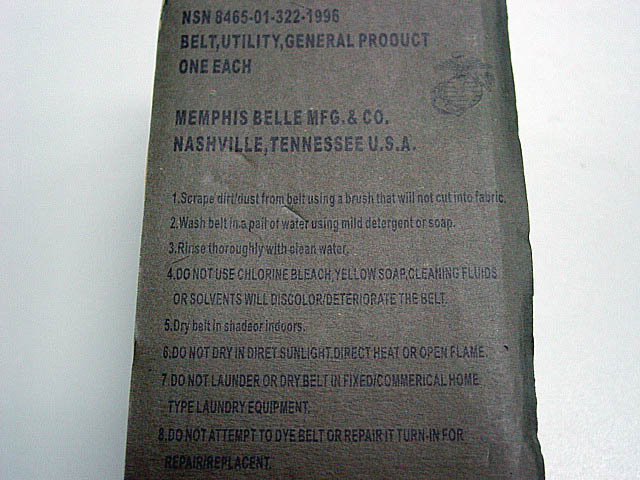 NSN 8465-01-322-1996
BELT,UTILITY,GENERAL PRODUCT
ONE EACH
MEMPHIS BELLE MFG.& CO.
NASHVILLE,TENNESSEE U.S.A.
1.Scrape dirt/dust from belt using a brush that will not cut into fabric.
2.Wash belt in a pail of water using mild detergent or soap.
3.Rinse thoroughly with clean water.
4.DO NOT USE CHLORINE BLEACH,YELLOW SOAP,CLEANING FLUIDS
OR SOLVENTS WILL DISCOLOR/DETERIORATE THE BELT.
5.Dry belt in shadeor indoors.
6.DO NOT DRY IN DIRET SUNLIGHT.DIRECT HEAT OR OPEN FLAME.
7.DO NOT LAUNDER OR DRY.BELT IN FIXED/COMMERICAL HOME
TYPE LAUNDRY EQUIPMENT.
8.DO NOT ATTEMPT TO DYE BELT OR REPAIR IT TURN-IN FOR
REPAIR/REPLACENT.